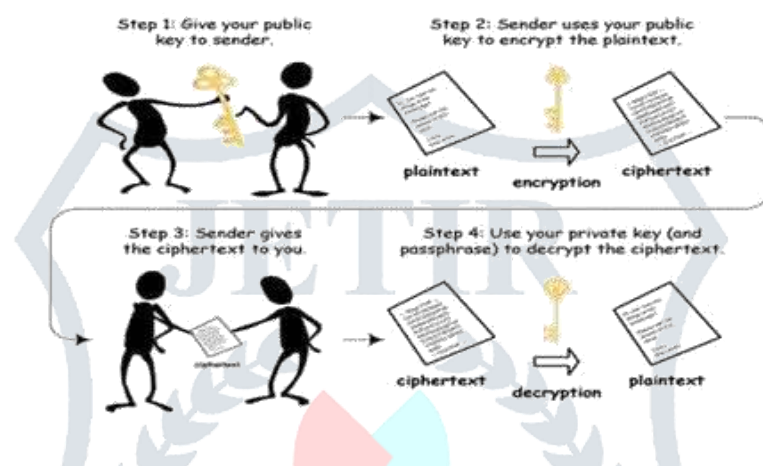 Step 1: Give your public
key to sender.
Step 2: Sender uses your public
key to encrypt the plaintext.
plaintext
encryption
ciphertext
Step 3: Sender gives
the ciphertext to you.
Step 4: Use your private key (and
passphrase) to decrypt the ciphertext.
ciphertext
ciphertext
decryption
plaintext
JETIR